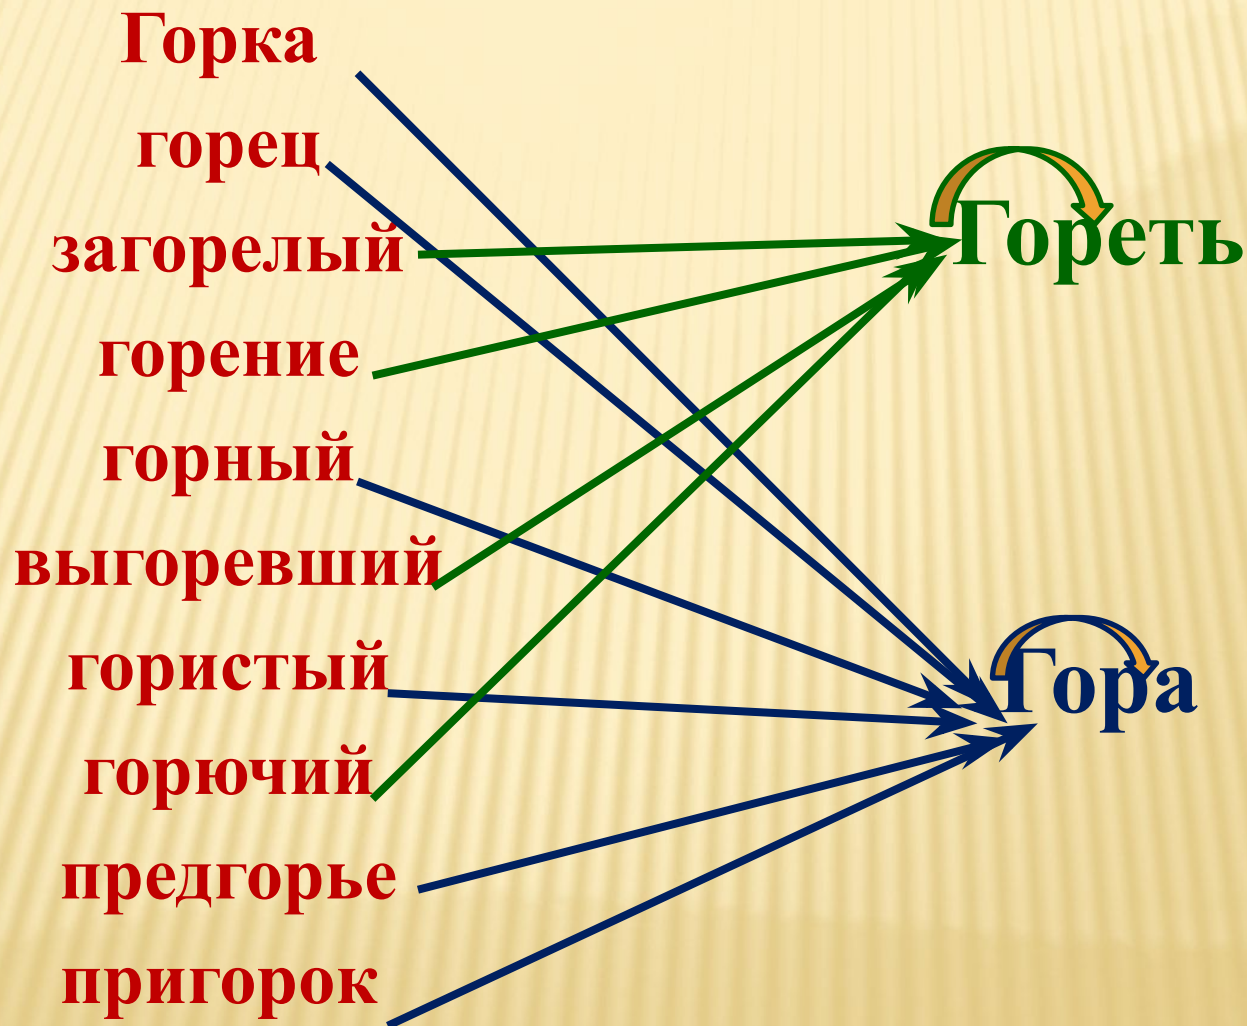 Горка
горец
загорелый
горение
горный
выгоревший
гористый
горючий
предгорье
пригорок
Гореть
Гора